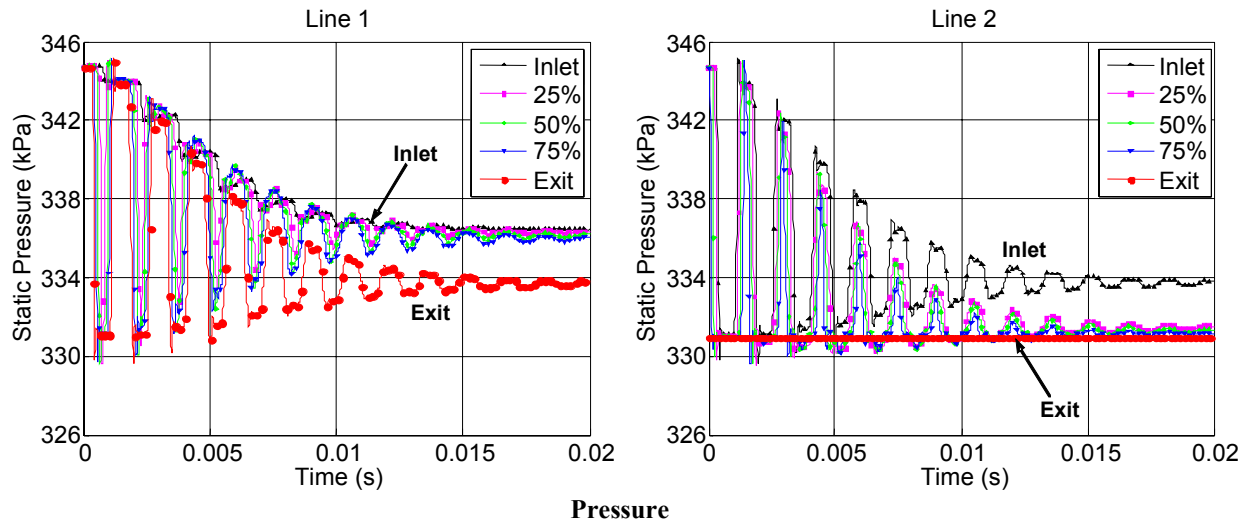 Line 1
Static Pressure (kPa)
346
342
338
334
330
326
0
0.005
0.01
0.015
0.02
Time (s)
Inlet
25%
50%
75%
Exit
Inlet
Exit
Line 2
Static Pressure (kPa)
346
342
338
334
330
326
0
0.005
0.01
0.015
0.02
Time (s)
Inlet
25%
50%
75%
Exit
Inlet
Exit
Pressure